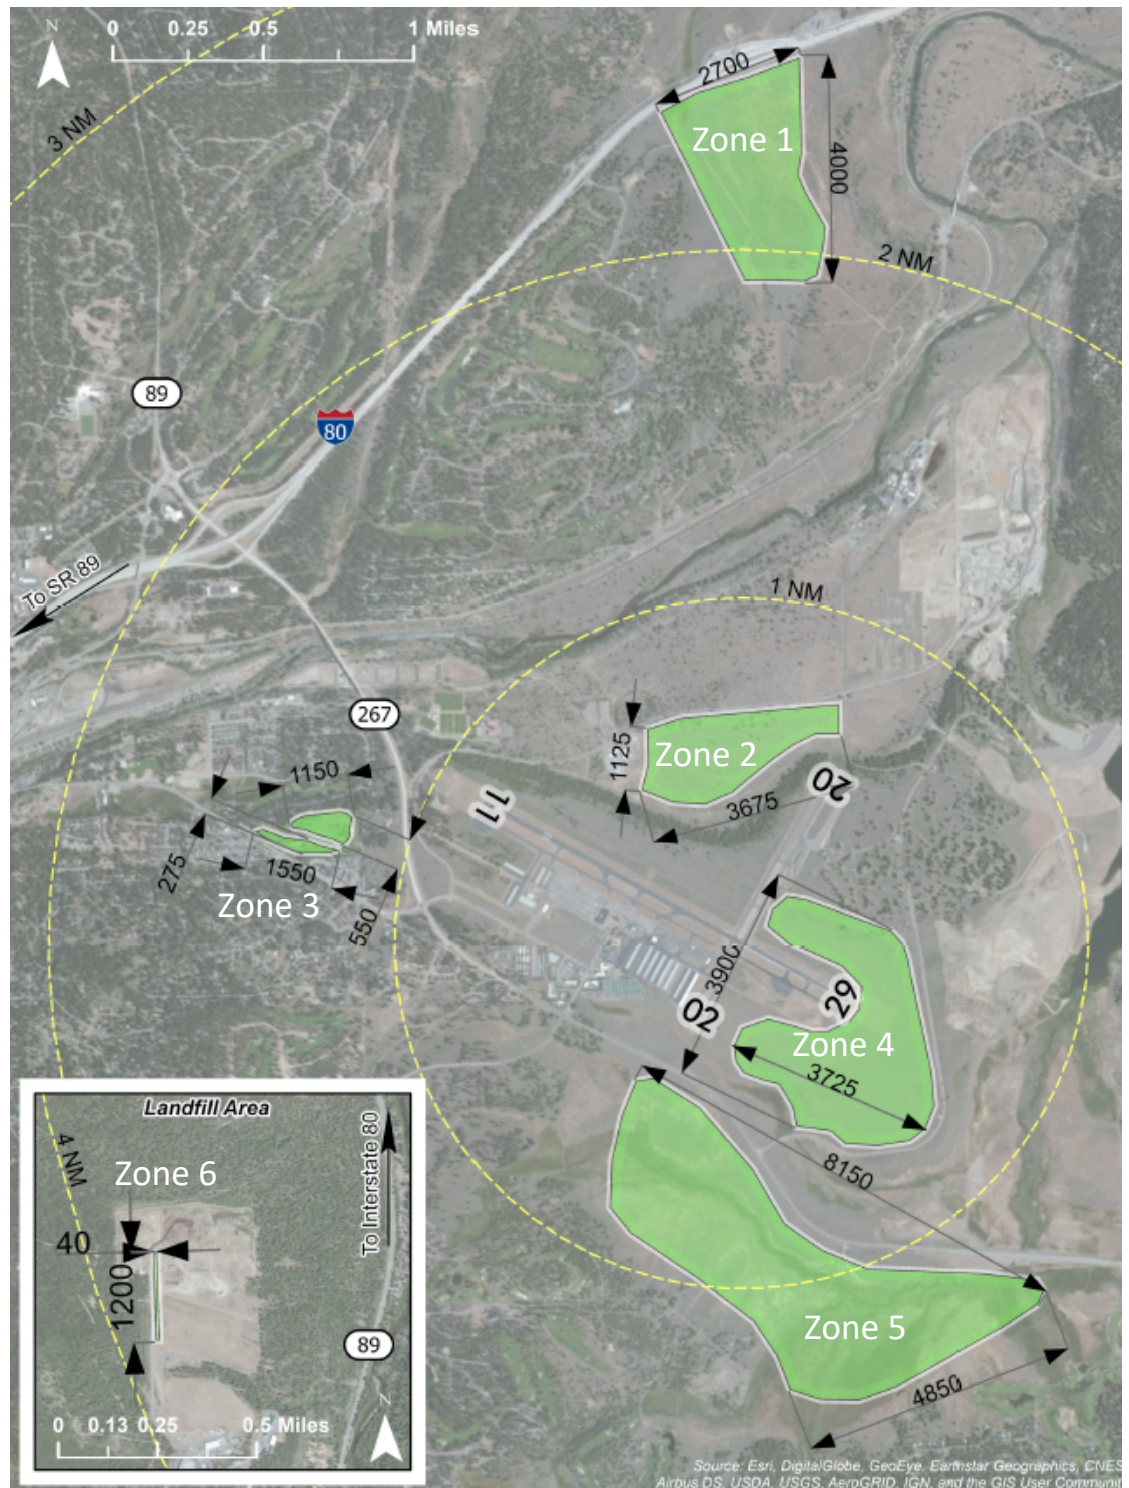 N
0 0.25 0.5 1 Miles
3 NM
2700
Zone 1
4000
2 NM
89
80
To SR 89
1 NM
267
1125
Zone 2
20
3675
11
1150
275
1550
550
Zone 3
3900
29
20
Zone 4
3725
8150
Zone 5
4850
Landfill Area
4 NM
Zone 6
To Interstate 80
40
1200
89
N
0 0.13 0.25 0.5 Miles
Source: Esri, DigitalGlobe, GeoEye, Earthstar Geographics, CNES
Airbus DS, USDA, USGS, AeroGRID, IGN, and the GIS User Communit